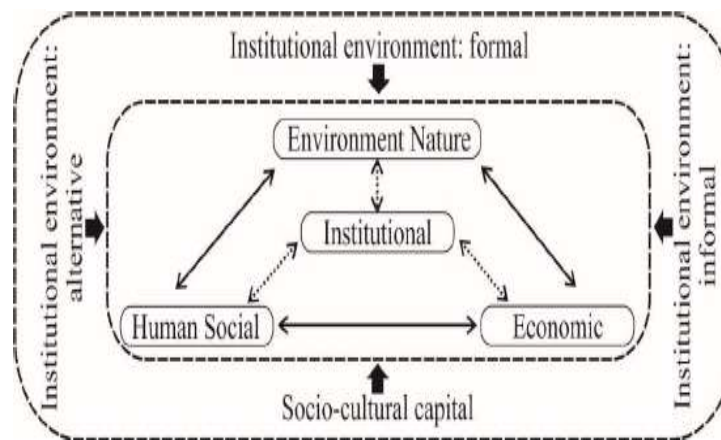 Institutional environment: formal
Institutional environment:
alternative
Environment Nature
Institutional
Human Social
Economic
Institutional environment:
informal
Socio-cultural capital